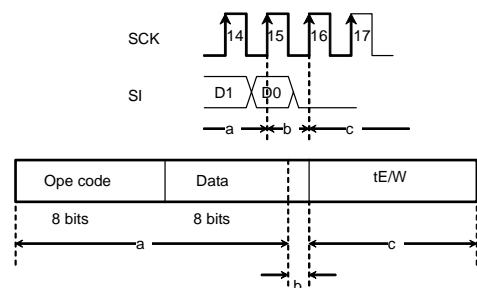 SCK 14 15 16 17
SI D1 D0
a b c
Ope code Data tE/W
8 bits 8 bits
a c
b